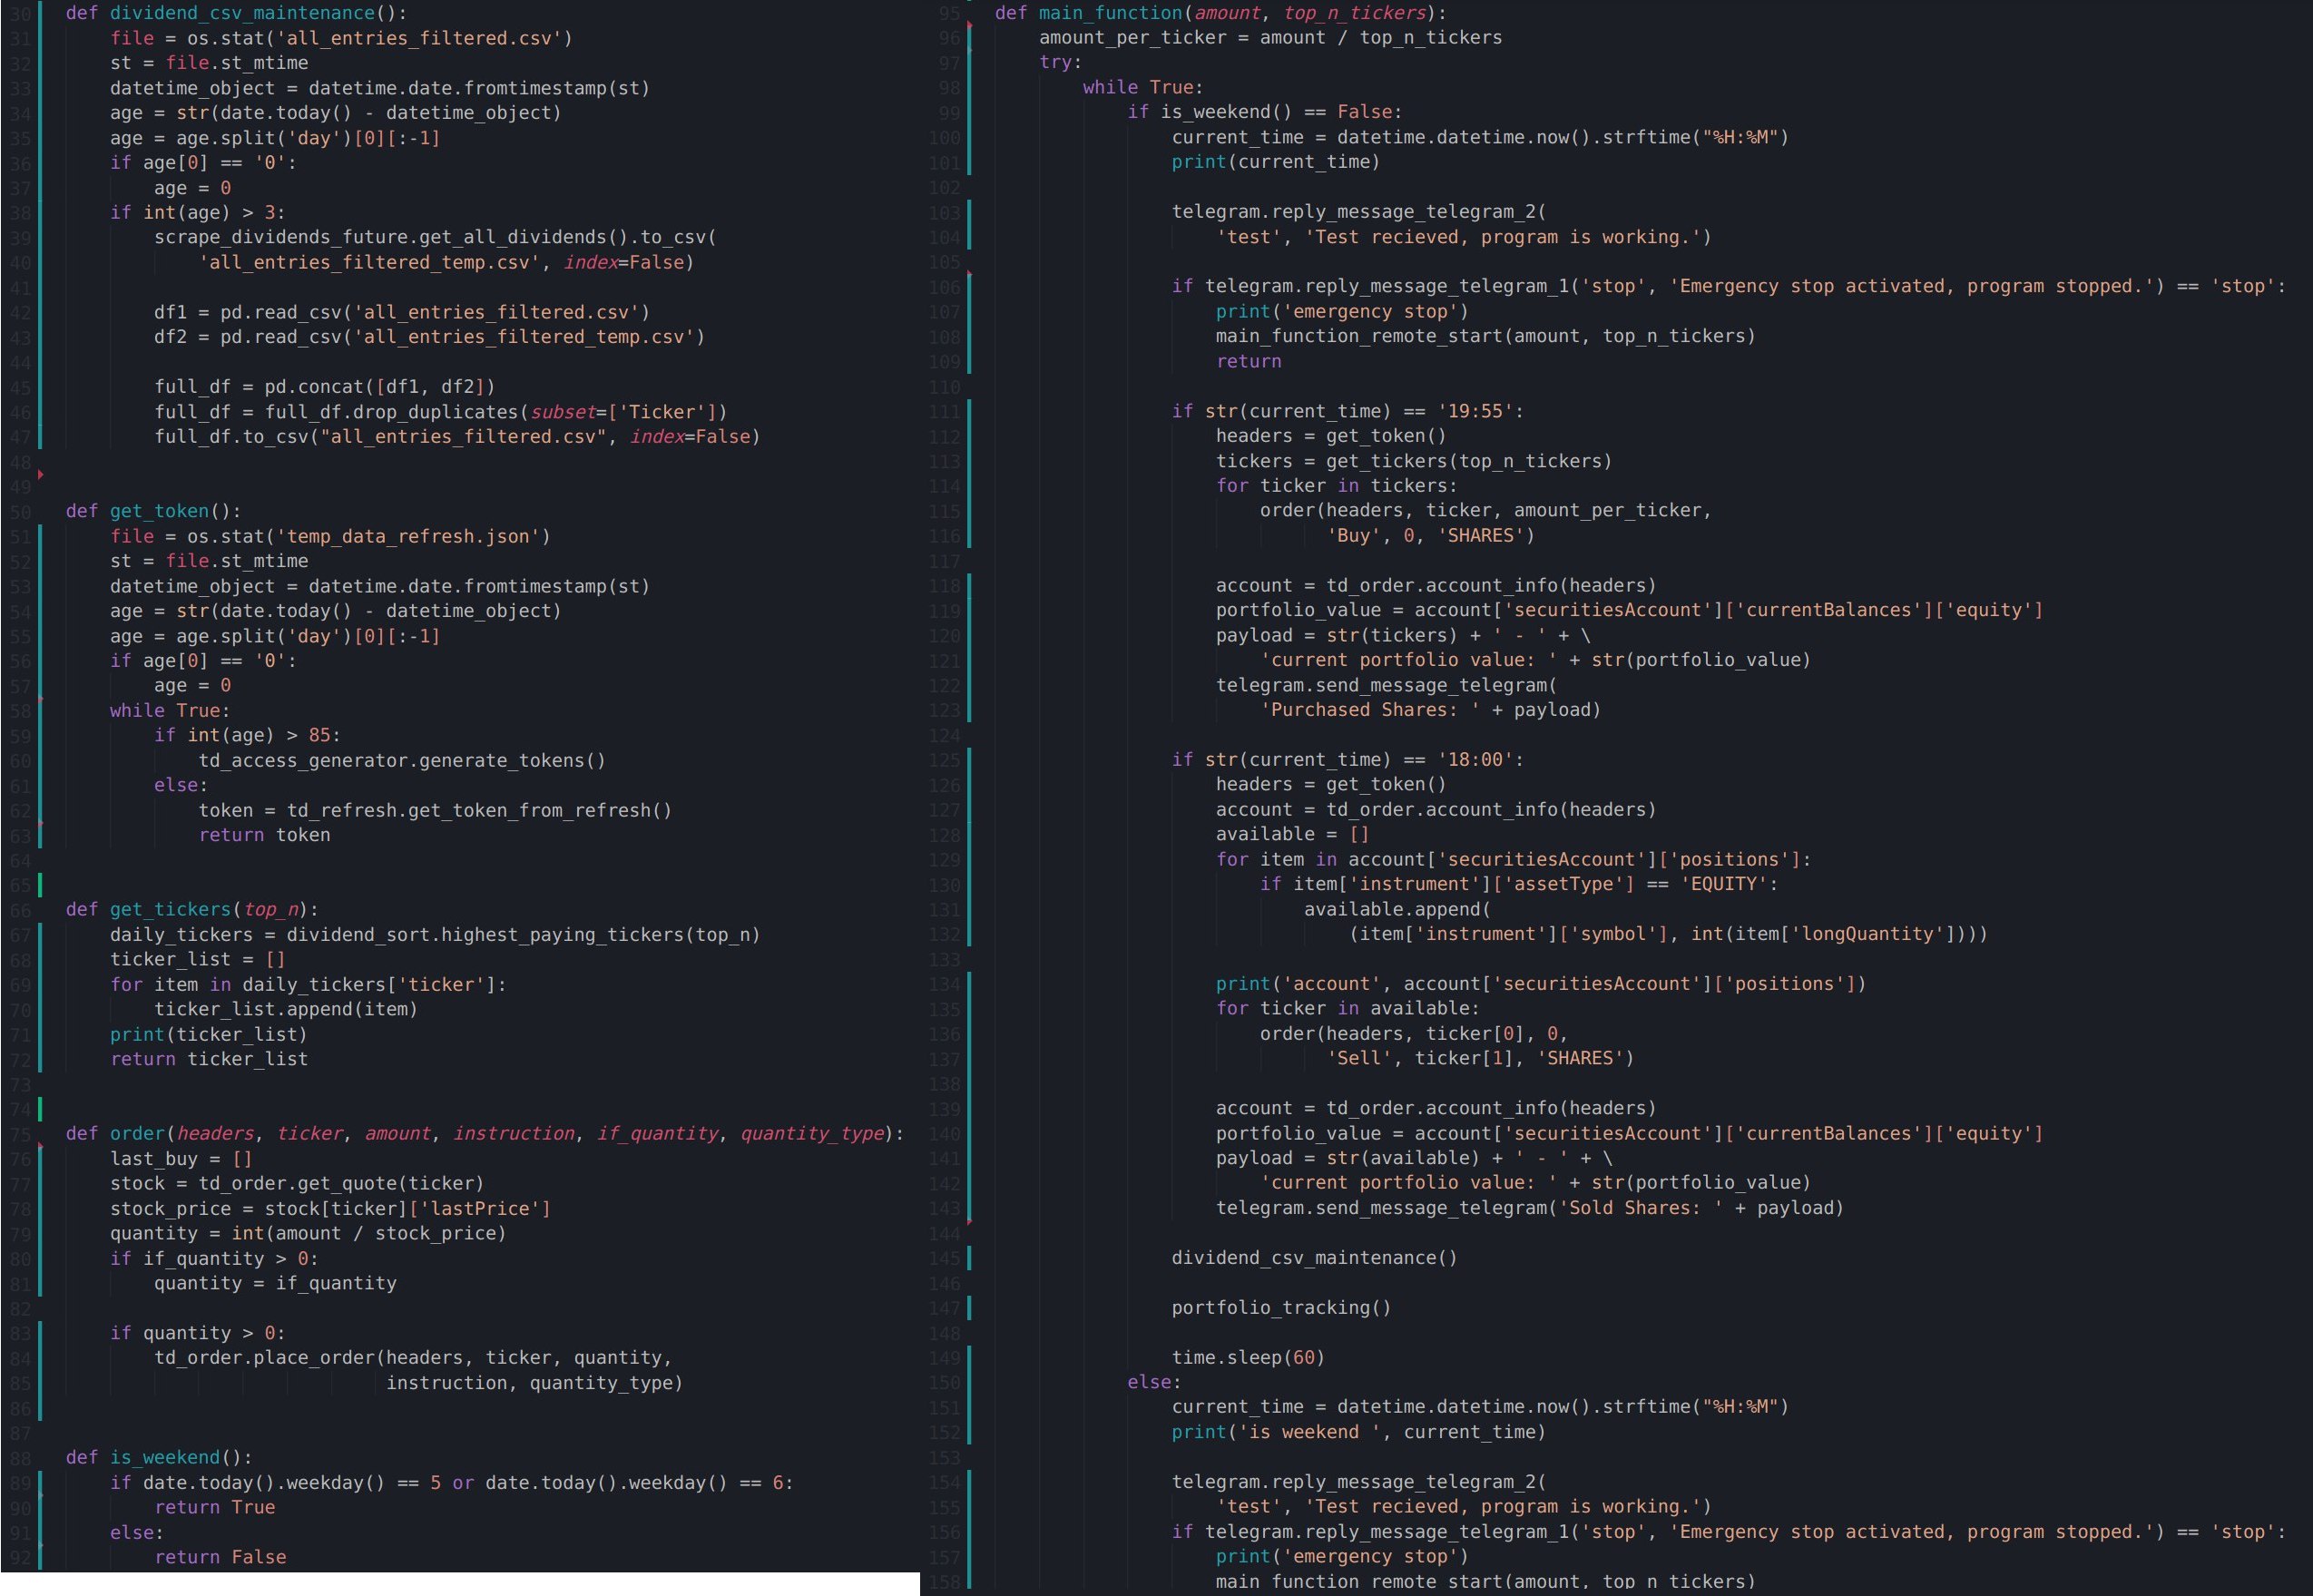 30 def dividend_csv_maintenance():
31     file = os.stat('all_entries_filtered.csv')
32     st = file.st_mtime
33     datetime_object = datetime.date.fromtimestamp(st)
34     age = str(date.today() - datetime_object)
35     age = age.split('day')[0][:-1]
36     if age[0] == '0':
37         age = 0
38     if int(age) > 3:
39         scrape_dividends_future.get_all_dividends().to_csv(
40             'all_entries_filtered_temp.csv', index=False)
41
42         df1 = pd.read_csv('all_entries_filtered.csv')
43         df2 = pd.read_csv('all_entries_filtered_temp.csv')
44
45         full_df = pd.concat([df1, df2])
46         full_df = full_df.drop_duplicates(subset=['Ticker'])
47         full_df.to_csv("all_entries_filtered.csv", index=False)
48
49
50 def get_token():
51     file = os.stat('temp_data_refresh.json')
52     st = file.st_mtime
53     datetime_object = datetime.date.fromtimestamp(st)
54     age = str(date.today() - datetime_object)
55     age = age.split('day')[0][:-1]
56     if age[0] == '0':
57         age = 0
58     while True:
59         if int(age) > 85:
60             td_access_generator.generate_tokens()
61         else:
62             token = td_refresh.get_token_from_refresh()
63             return token
64
65
66 def get_tickers(top_n):
67     daily_tickers = dividend_sort.highest_paying_tickers(top_n)
68     ticker_list = []
69     for item in daily_tickers['ticker']:
70         ticker_list.append(item)
71     print(ticker_list)
72     return ticker_list
73
74
75 def order(headers, ticker, amount, instruction, if_quantity, quantity_type):
76     last_buy = []
77     stock = td_order.get_quote(ticker)
78     stock_price = stock[ticker]['lastPrice']
79     quantity = int(amount / stock_price)
80     if if_quantity > 0:
81         quantity = if_quantity
82
83     if quantity > 0:
84         td_order.place_order(headers, ticker, quantity,
85                              instruction, quantity_type)
86
87
88 def is_weekend():
89     if date.today().weekday() == 5 or date.today().weekday() == 6:
90         return True
91     else:
92         return False
95 def main_function(amount, top_n_tickers):
96     amount_per_ticker = amount / top_n_tickers
97     try:
98         while True:
99             if is_weekend() == False:
100                 current_time = datetime.datetime.now().strftime("%H:%M")
101                 print(current_time)
102
103                 telegram.reply_message_telegram_2(
104                     'test', 'Test recieved, program is working.')
105
106                 if telegram.reply_message_telegram_1('stop', 'Emergency stop activated, program stopped.') == 'stop':
107                     print('emergency stop')
108                     main_function_remote_start(amount, top_n_tickers)
109                     return
110
111                 if str(current_time) == '19:55':
112                     headers = get_token()
113                     tickers = get_tickers(top_n_tickers)
114                     for ticker in tickers:
115                         order(headers, ticker, amount_per_ticker,
116                               'Buy', 0, 'SHARES')
117
118                     account = td_order.account_info(headers)
119                     portfolio_value = account['securitiesAccount']['currentBalances']['equity']
120                     payload = str(tickers) + ' - ' + \
121                         'current portfolio value: ' + str(portfolio_value)
122                     telegram.send_message_telegram(
123                         'Purchased Shares: ' + payload)
124
125                 if str(current_time) == '18:00':
126                     headers = get_token()
127                     account = td_order.account_info(headers)
128                     available = []
129                     for item in account['securitiesAccount']['positions']:
130                         if item['instrument']['assetType'] == 'EQUITY':
131                             available.append(
132                                 (item['instrument']['symbol'], int(item['longQuantity'])))
133
134                     print('account', account['securitiesAccount']['positions'])
135                     for ticker in available:
136                         order(headers, ticker[0], 0,
137                               'Sell', ticker[1], 'SHARES')
138
139                     account = td_order.account_info(headers)
140                     portfolio_value = account['securitiesAccount']['currentBalances']['equity']
141                     payload = str(available) + ' - ' + \
142                         'current portfolio value: ' + str(portfolio_value)
143                     telegram.send_message_telegram('Sold Shares: ' + payload)
144
145                 dividend_csv_maintenance()
146
147                 portfolio_tracking()
148
149                 time.sleep(60)
150             else:
151                 current_time = datetime.datetime.now().strftime("%H:%M")
152                 print('is weekend ', current_time)
153
154                 telegram.reply_message_telegram_2(
155                     'test', 'Test recieved, program is working.')
156                 if telegram.reply_message_telegram_1('stop', 'Emergency stop activated, program stopped.') == 'stop':
157                     print('emergency stop')
158                     main_function_remote_start(amount, top_n_tickers)